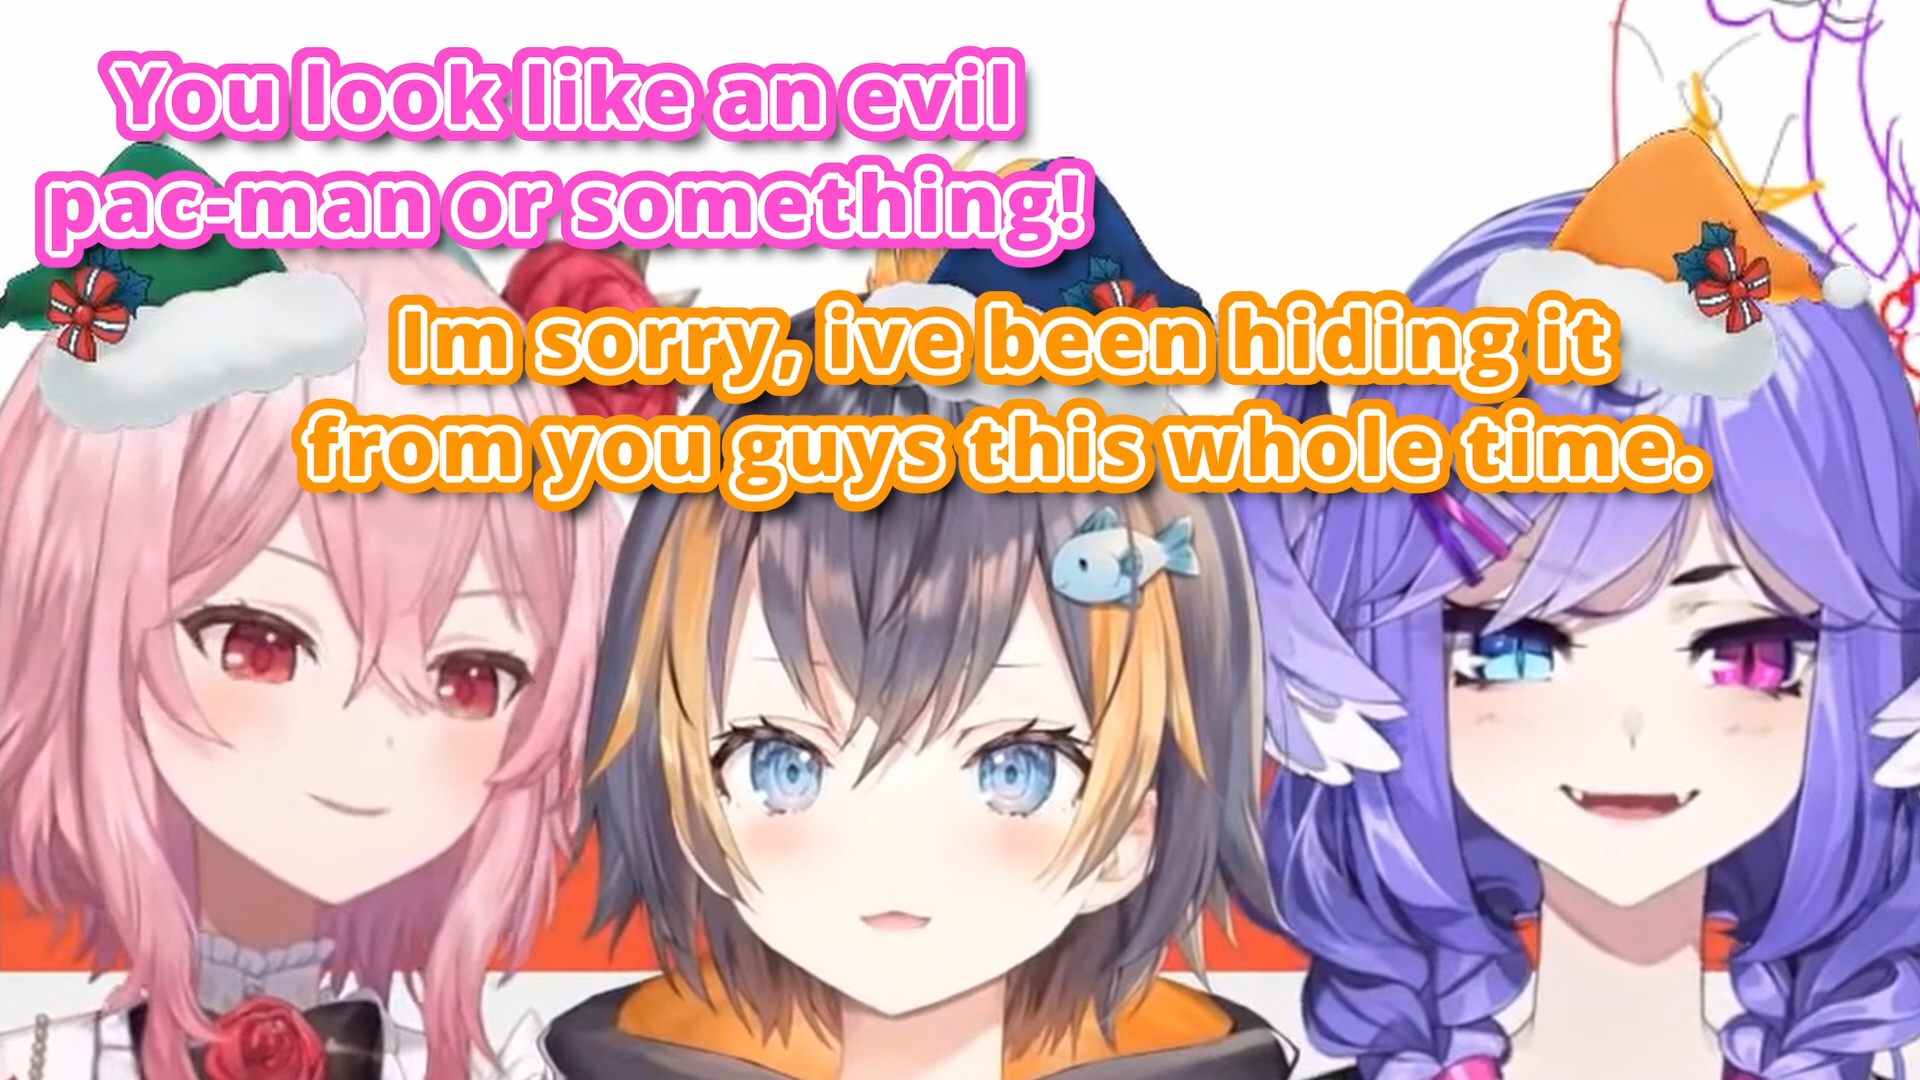 You look like an evil
pac-man or something!
Im sorry, ive been hiding it
from you guys this whole time.